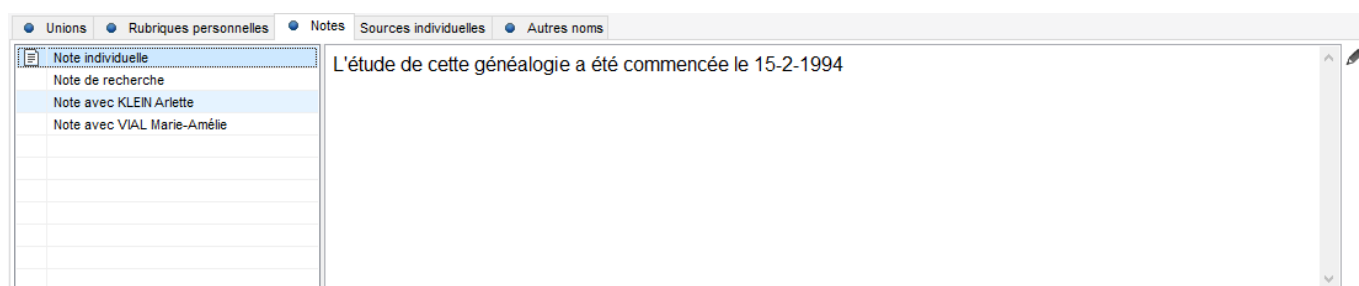 Unions Rubriques personnelles Notes Sources individuelles Autres noms
Note individuelle
Note de recherche
Note avec KLEIN Arlette
Note avec VIAL Marie-Amélie
L'étude de cette généalogie a été commencée le 15-2-1994